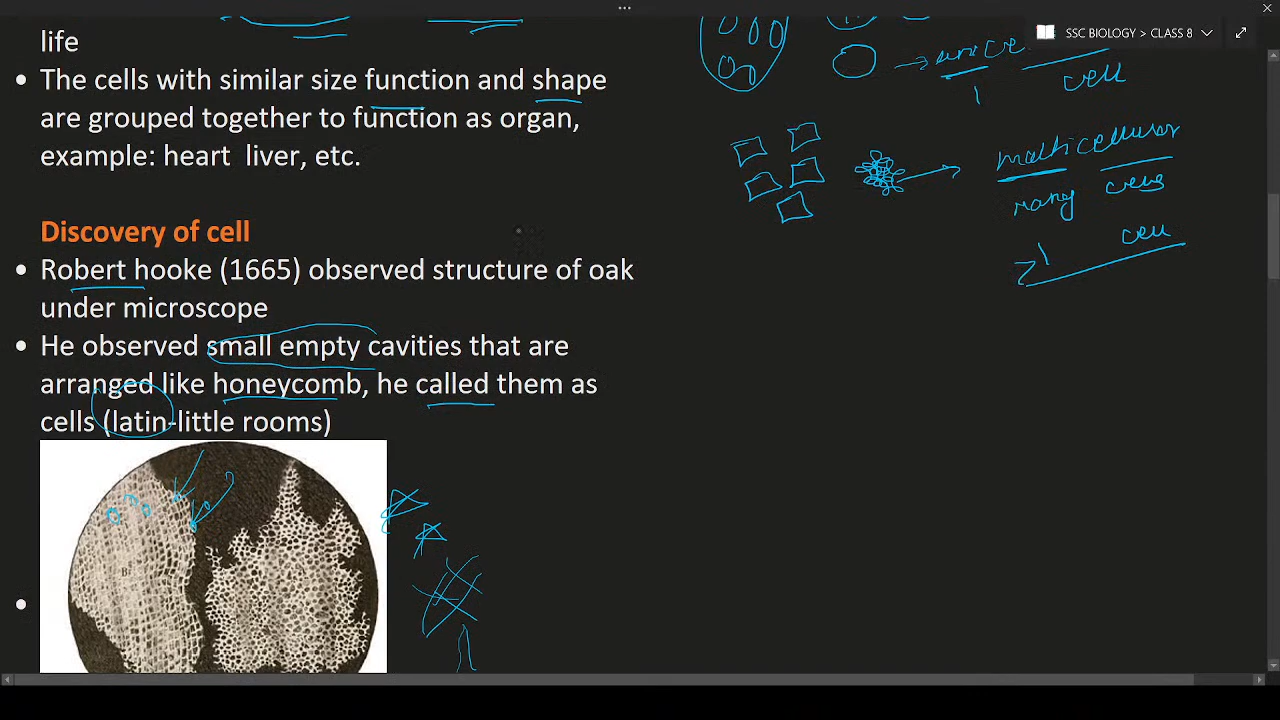 SSC BIOLOGY > CLASS 8
life
• The cells with similar size function and shape
are grouped together to function as organ,
example: heart liver, etc.
Discovery of cell
• Robert hooke (1665) observed structure of oak
under microscope
• He observed small empty cavities that are
arranged like honeycomb, he called them as
cells (latin-little rooms)
•
1 cell
multicellular
many cells
cell